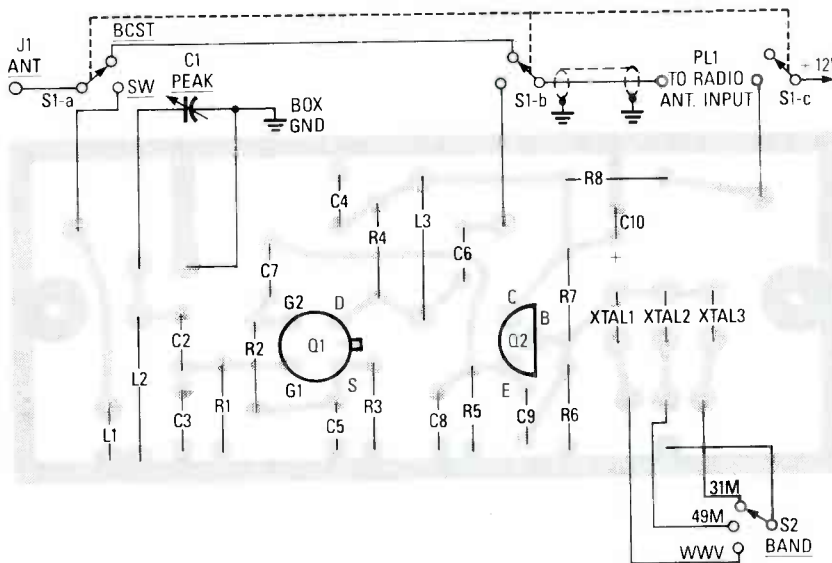 J1
ANT
BCST
S1-a
SW
C1
PEAK
BOX
GND
S1-b
PL1
TO RADIO
ANT. INPUT
S1-c
+ 12V
C4
R4
L3
C6
C7
R8
C10
+
R7
G2
D
Q1
G1
S
C
B
Q2
E
XTAL1
XTAL2
XTAL3
C2
R2
L2
L1
C3
R1
C5
R3
C8
R5
C9
R6
31M
49M
WWV
S2
BAND